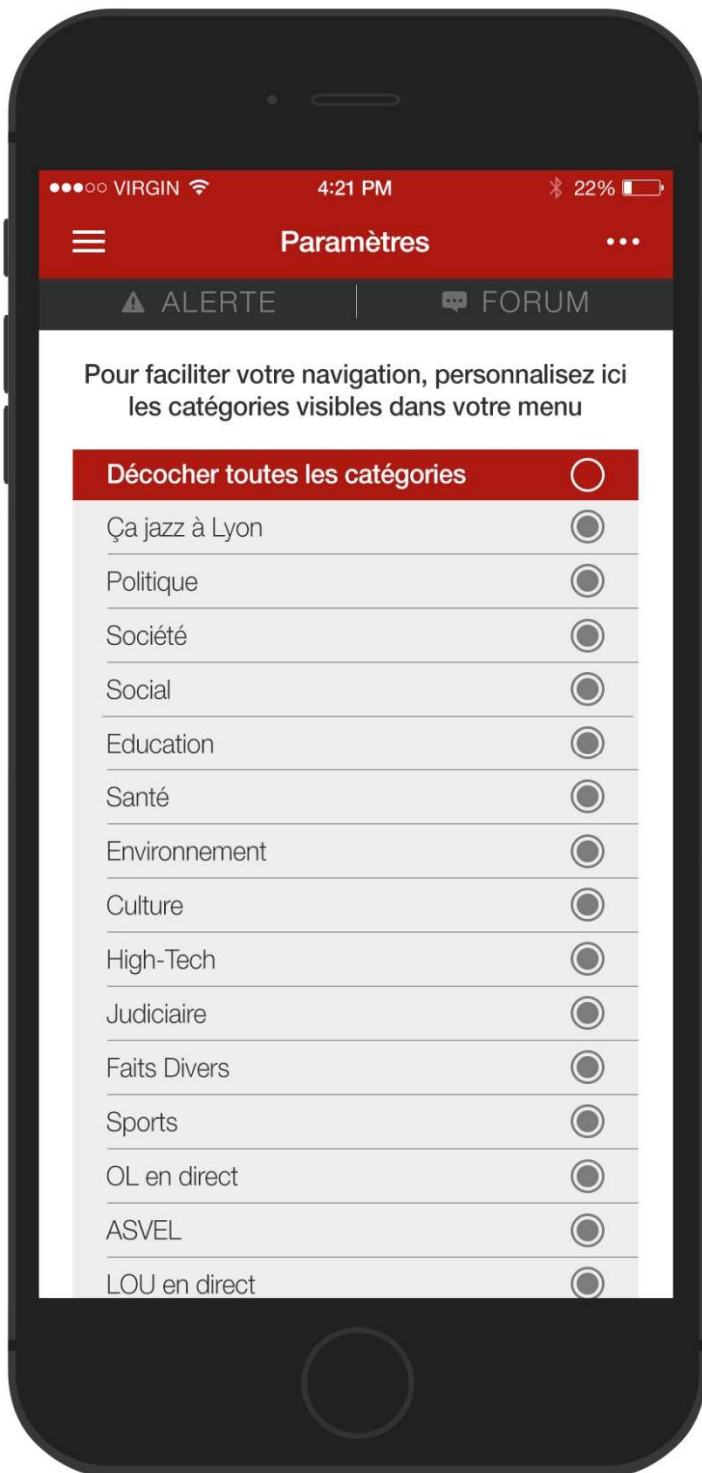 VIRGIN 4:21 PM 22%
Paramètres
ALERTE FORUM
Pour faciliter votre navigation, personnalisez ici
les catégories visibles dans votre menu
Décocher toutes les catégories
Ça jazz à Lyon
Politique
Société
Social
Education
Santé
Environnement
Culture
High-Tech
Judiciaire
Faits Divers
Sports
OL en direct
ASVEL
LOU en direct